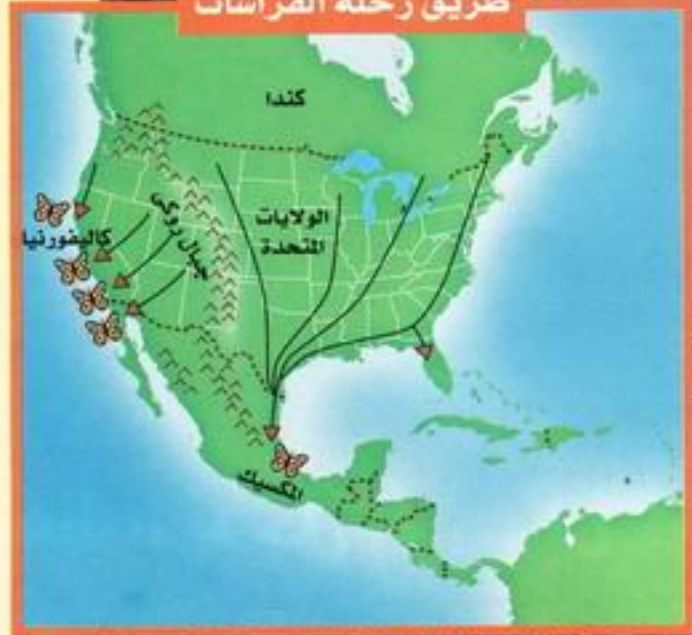 طريق رحلة الفراشات
كندا
الولايات
المتحدة
جبال روكي
كاليفورنيا
المكسيك